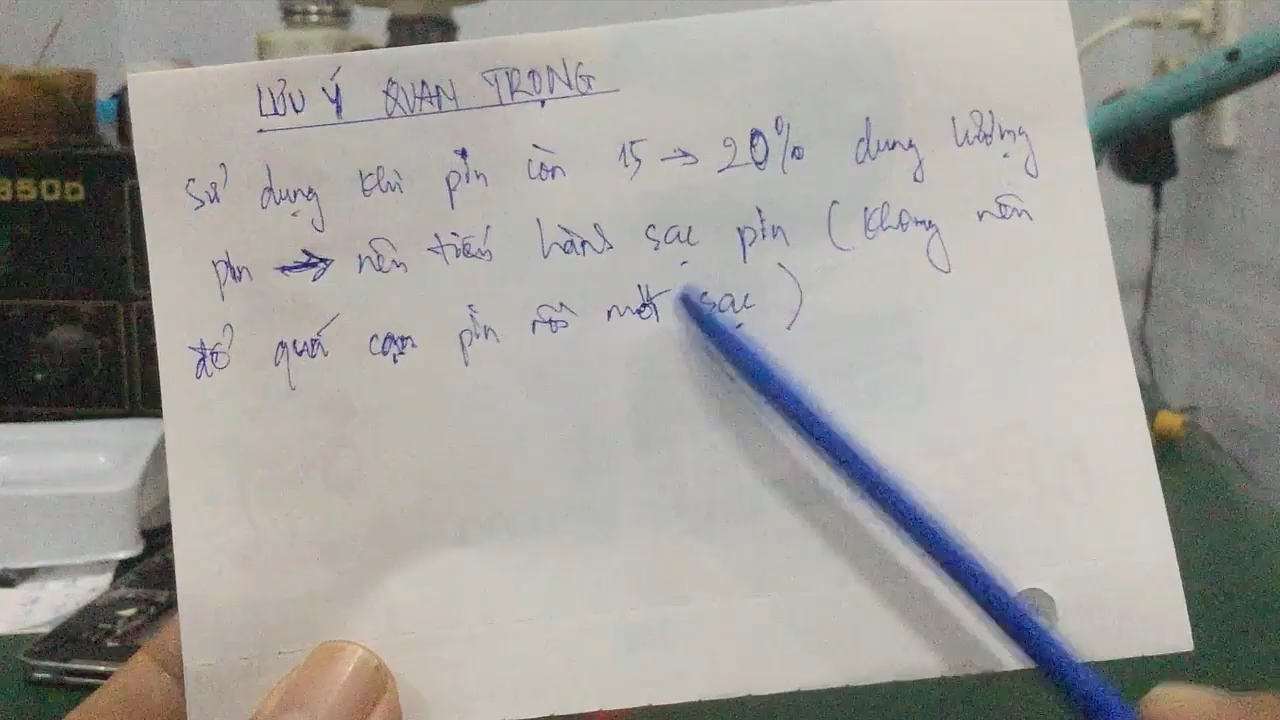 LƯU Ý QUAN TRỌNG
Sử dụng khi pin còn 15 → 20% dung lượng
pin → nên tiến hành sạc pin (không nên
để quá cạn pin rồi mới sạc)
850D